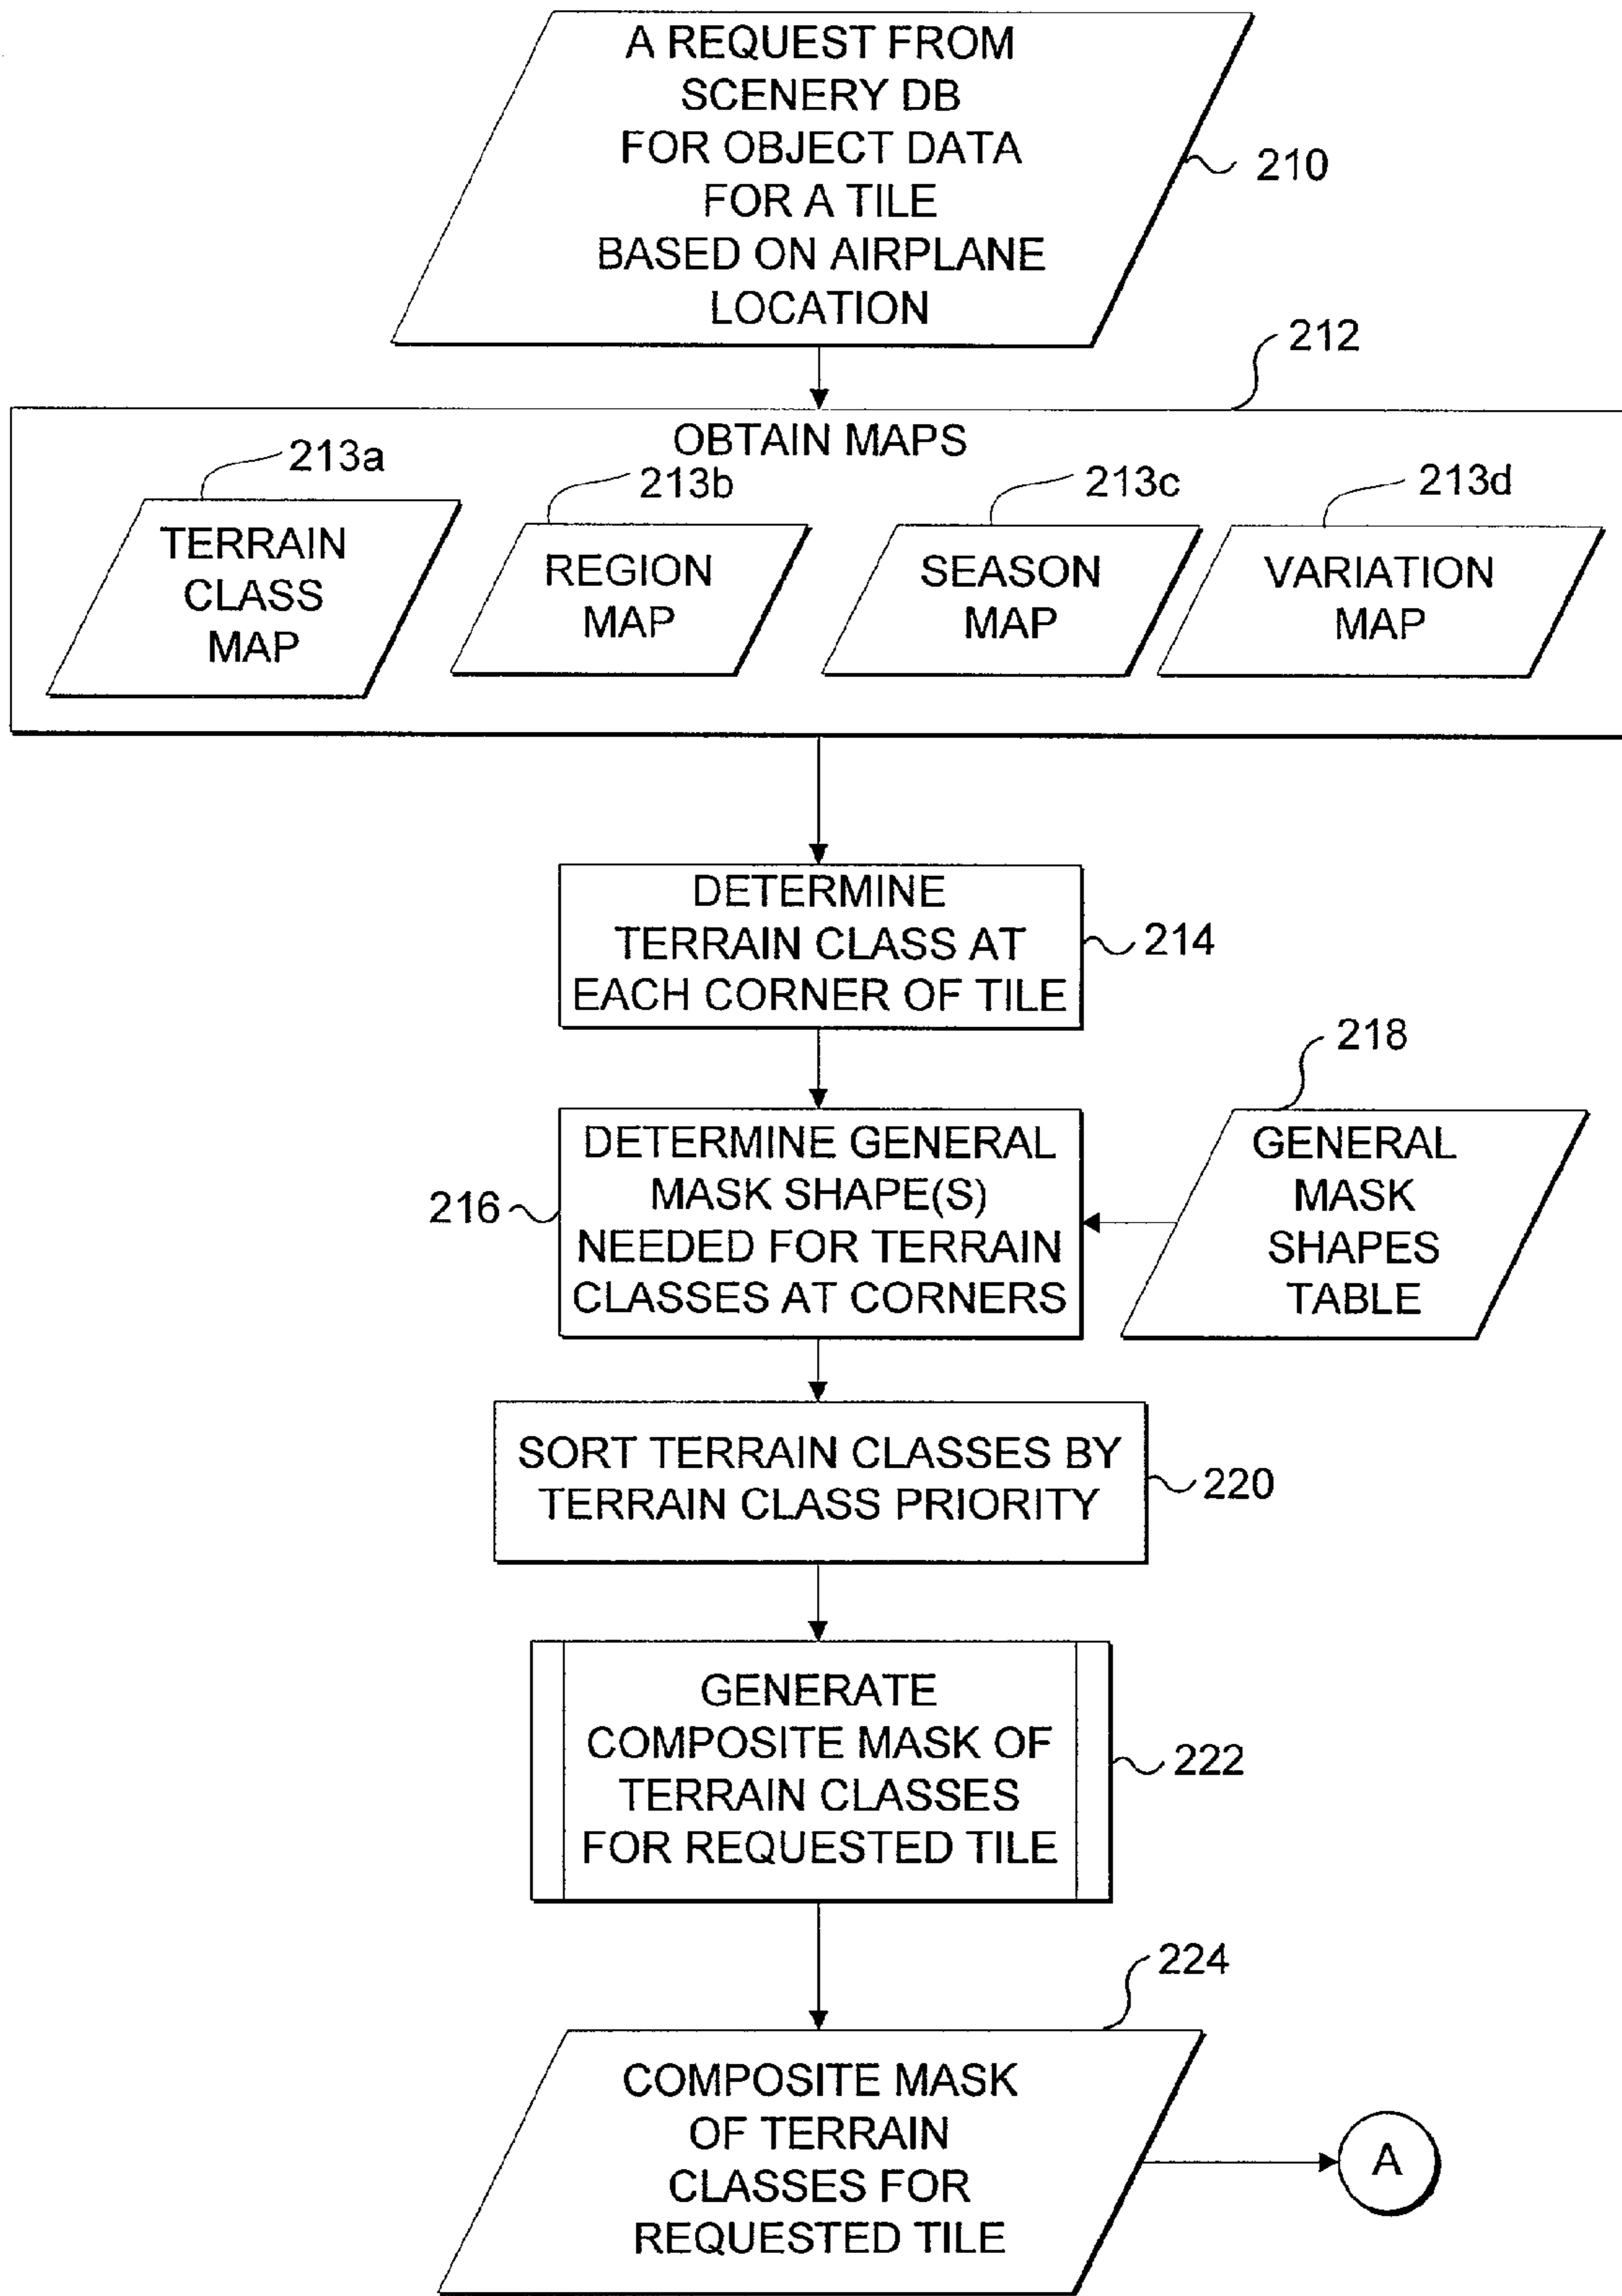 A REQUEST FROM
SCENERY DB
FOR OBJECT DATA
FOR A TILE
BASED ON AIRPLANE
LOCATION
210
212
OBTAIN MAPS
213a
213b
213c
213d
TERRAIN
CLASS
MAP
REGION
MAP
SEASON
MAP
VARIATION
MAP
DETERMINE
TERRAIN CLASS AT
EACH CORNER OF TILE
214
218
DETERMINE GENERAL
MASK SHAPE(S)
NEEDED FOR TERRAIN
CLASSES AT CORNERS
216
GENERAL
MASK
SHAPES
TABLE
SORT TERRAIN CLASSES BY
TERRAIN CLASS PRIORITY
220
GENERATE
COMPOSITE MASK OF
TERRAIN CLASSES
FOR REQUESTED TILE
222
224
COMPOSITE MASK
OF TERRAIN
CLASSES FOR
REQUESTED TILE
A